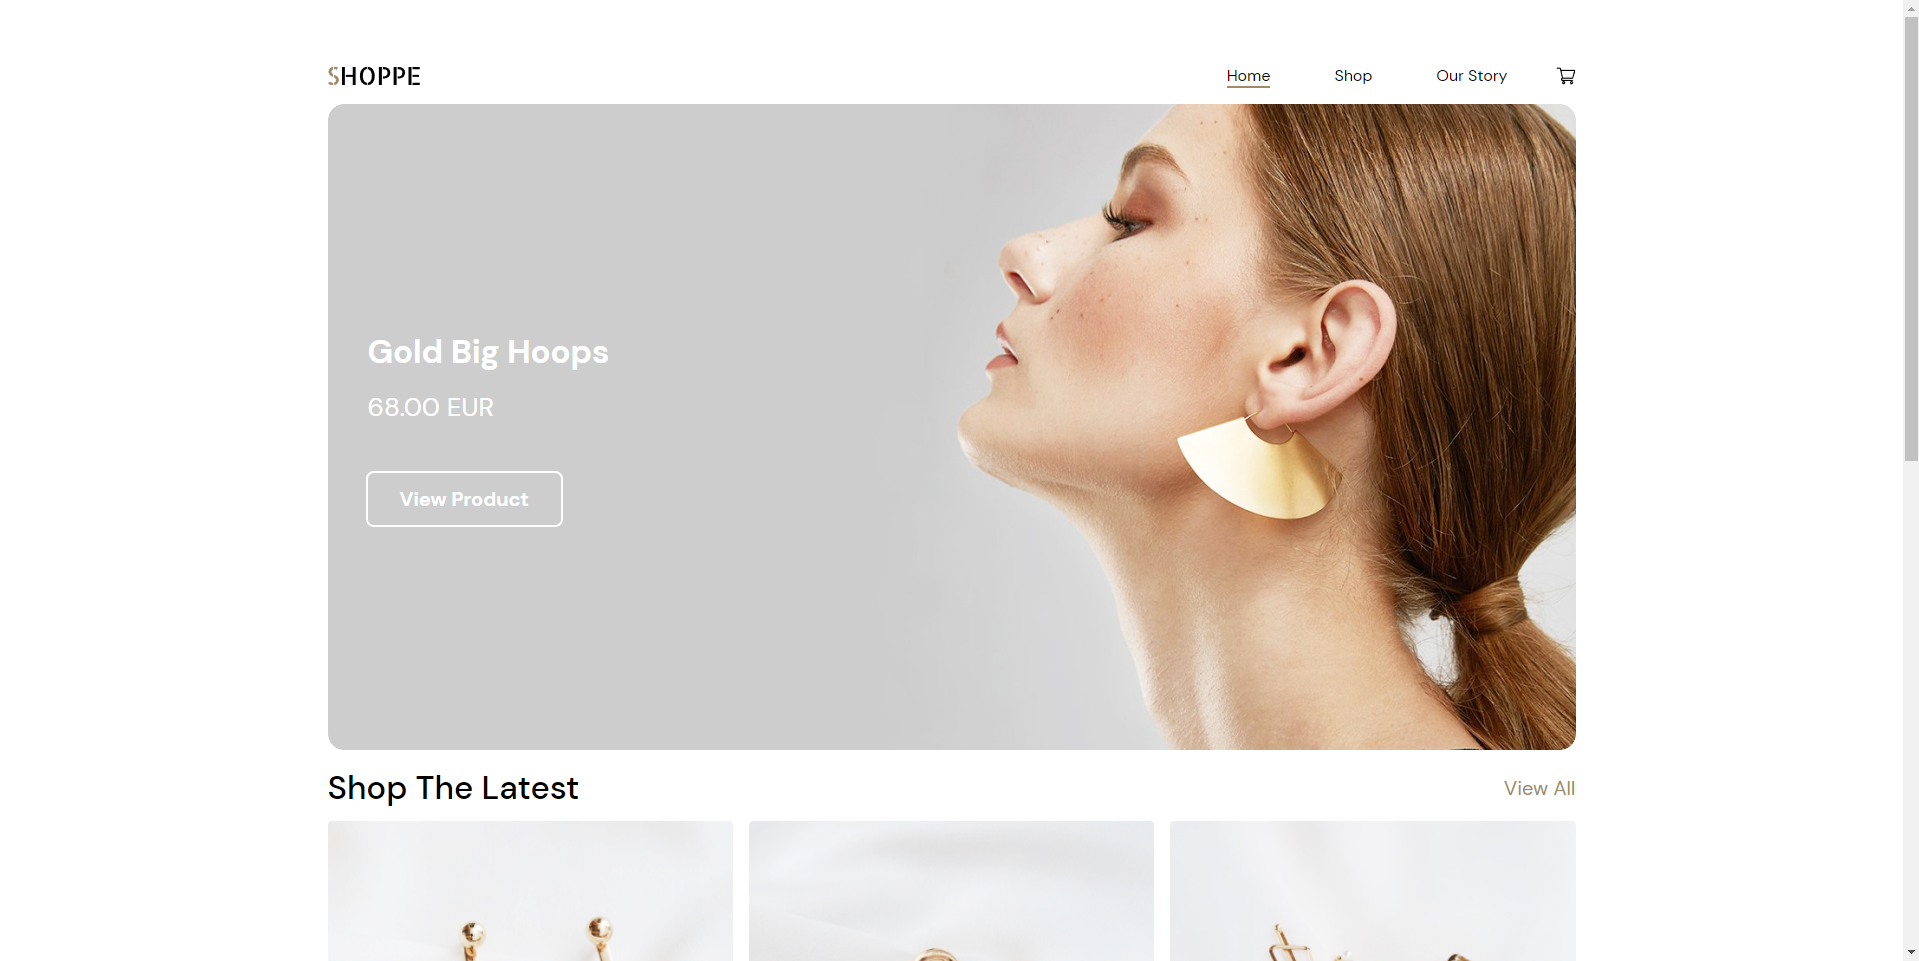 SHOPPE
Home
Shop
Our Story
Gold Big Hoops
68.00 EUR
View Product
Shop The Latest
View All